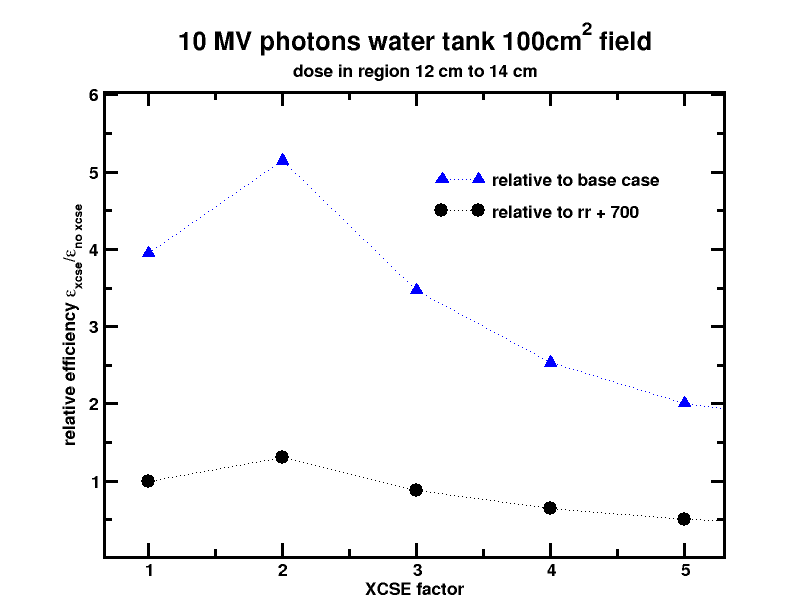 10 MV photons water tank 100cm² field
dose in region 12 cm to 14 cm
6
5
4
3
2
1
relative efficiency εxcse/εno xcse
relative to base case
relative to rr + 700
1 2 3 4 5
XCSE factor